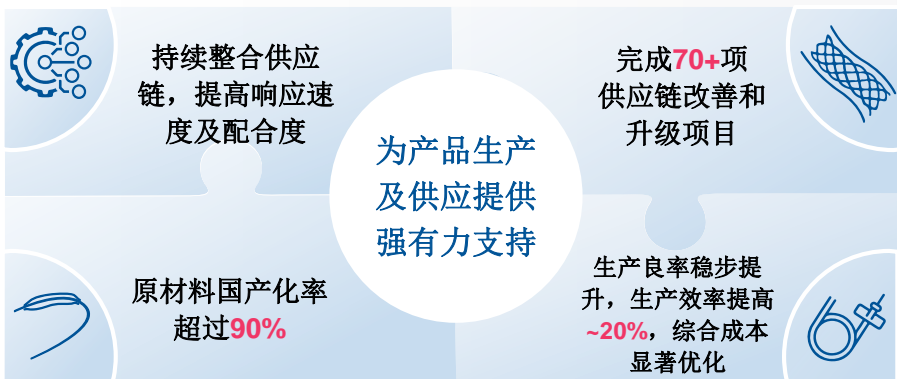 持续整合供应
链，提高响应速
度及配合度
完成70+项
供应链改善和
升级项目
为产品生产
及供应提供
强有力支持
原材料国产化率
超过90%
生产良率稳步提
升，生产效率提高
~20%，综合成本
显著优化